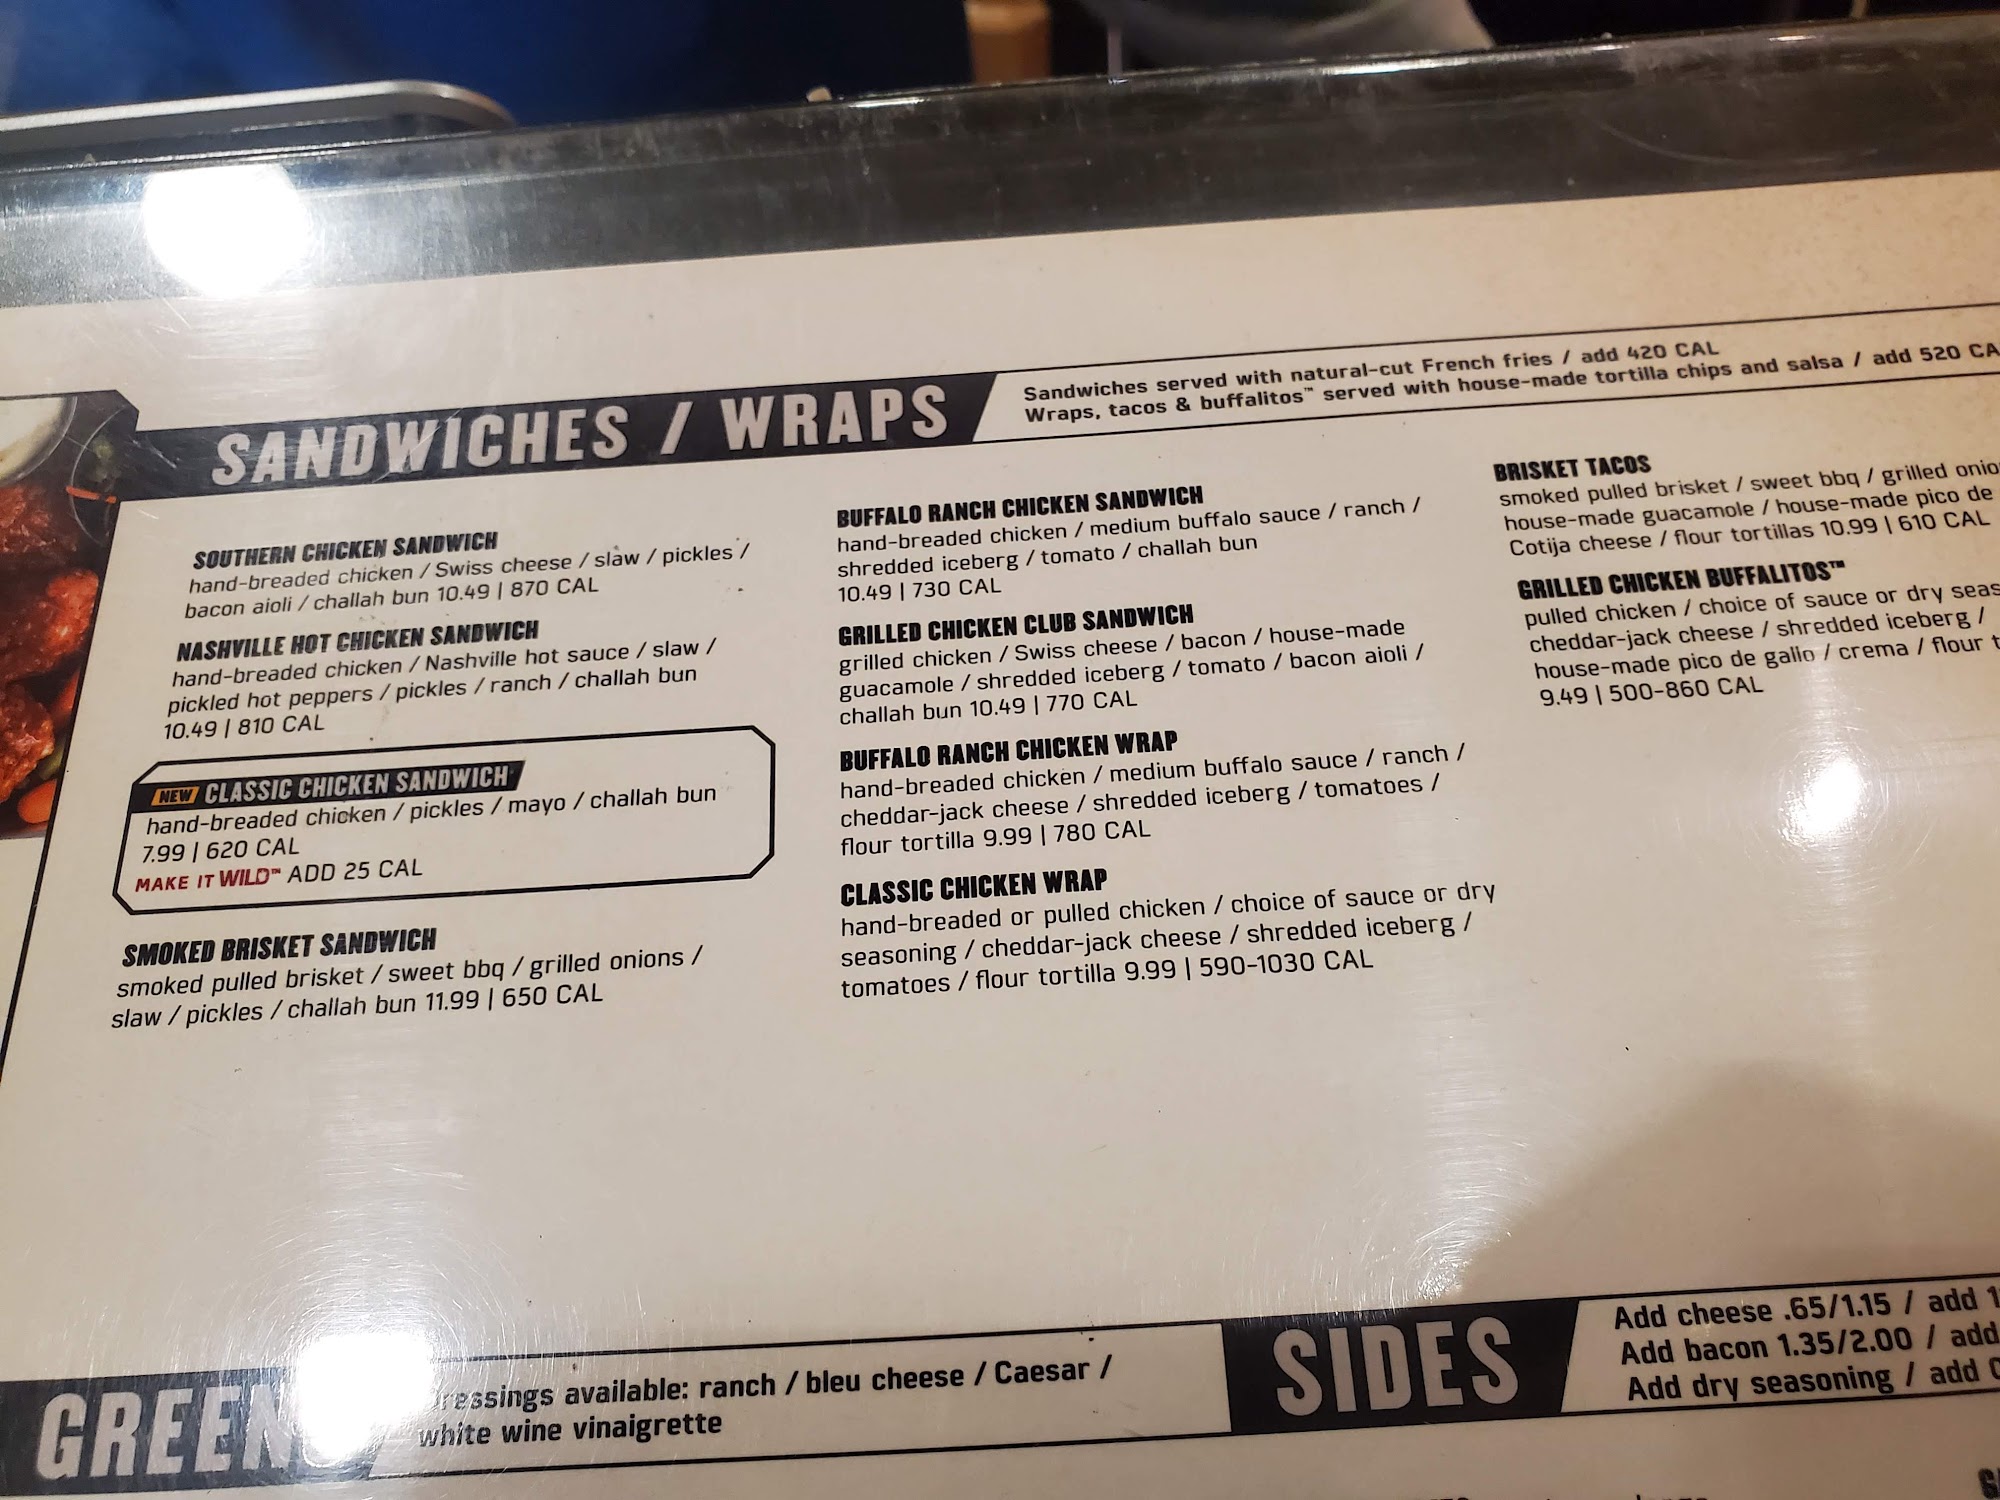 SANDWICHES / WRAPS
Sandwiches served with natural-cut French fries / add 420 CAL
Wraps, tacos & buffalitos™ served with house-made tortilla chips and salsa / add 520 CA
SOUTHERN CHICKEN SANDWICH
hand-breaded chicken / Swiss cheese / slaw / pickles /
bacon aioli / challah bun 10.49 | 870 CAL
NASHVILLE HOT CHICKEN SANDWICH
hand-breaded chicken / Nashville hot sauce / slaw /
pickled hot peppers / pickles / ranch / challah bun
10.49 | 810 CAL
NEW CLASSIC CHICKEN SANDWICH
hand-breaded chicken / pickles / mayo / challah bun
7.99 | 620 CAL
MAKE IT WILD™ ADD 25 CAL
SMOKED BRISKET SANDWICH
smoked pulled brisket / sweet bbq / grilled onions /
slaw / pickles / challah bun 11.99 | 650 CAL
BUFFALO RANCH CHICKEN SANDWICH
hand-breaded chicken / medium buffalo sauce / ranch /
shredded iceberg / tomato / challah bun
10.49 | 730 CAL
GRILLED CHICKEN CLUB SANDWICH
grilled chicken / Swiss cheese / bacon / house-made
guacamole / shredded iceberg / tomato / bacon aioli /
challah bun 10.49 | 770 CAL
BUFFALO RANCH CHICKEN WRAP
hand-breaded chicken / medium buffalo sauce / ranch /
cheddar-jack cheese / shredded iceberg / tomatoes /
flour tortilla 9.99 | 780 CAL
CLASSIC CHICKEN WRAP
hand-breaded or pulled chicken / choice of sauce or dry
seasoning / cheddar-jack cheese / shredded iceberg /
tomatoes / flour tortilla 9.99 | 590-1030 CAL
BRISKET TACOS
smoked pulled brisket / sweet bbq / grilled onio
house-made guacamole / house-made pico de
Cotija cheese / flour tortillas 10.99 | 610 CAL
GRILLED CHICKEN BUFFALITOS™
pulled chicken / choice of sauce or dry seas
cheddar-jack cheese / shredded iceberg /
house-made pico de gallo / crema / flour t
9.49 | 500-860 CAL
GREEN
ressings available: ranch / bleu cheese / Caesar /
white wine vinaigrette
SIDES
Add cheese .65/1.15 / add 1
Add bacon 1.35/2.00 / add
Add dry seasoning / add 0